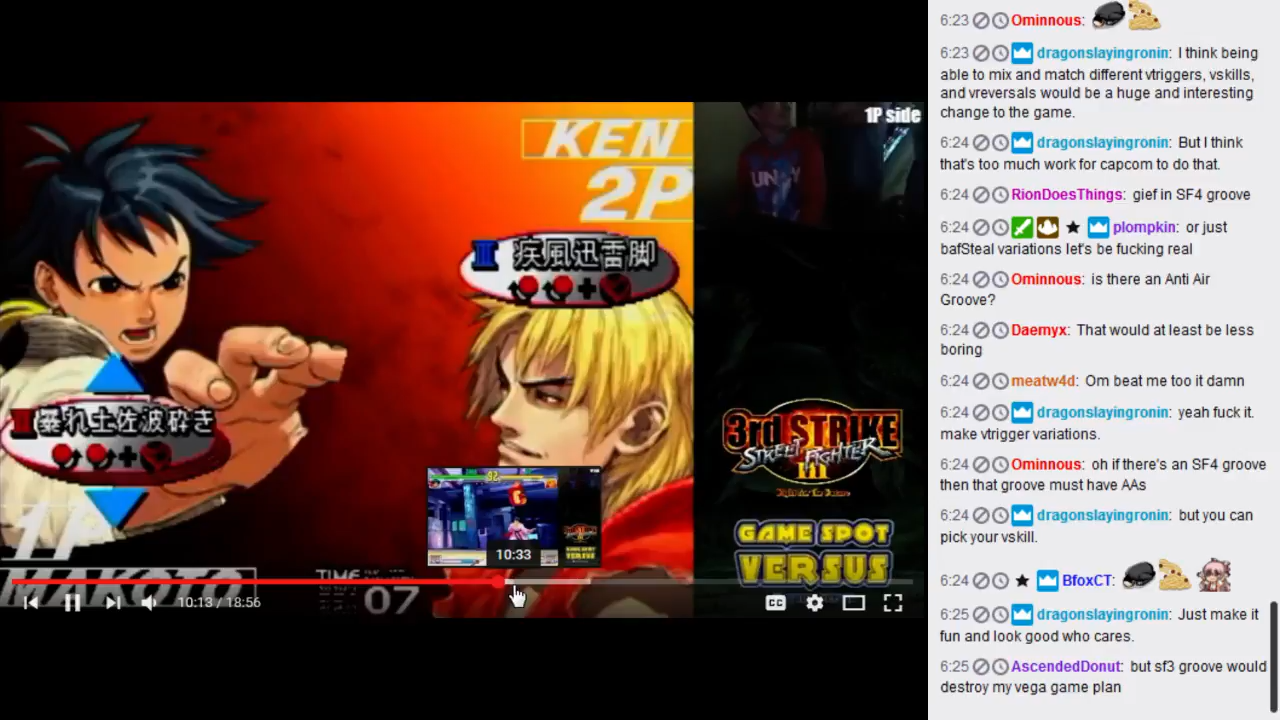 1P side
KEN
2P
III 疾風迅雷脚
III 暴れ土佐波砕き
1P
MAKOTO
TIME
07
3rd STRIKE
STREET FIGHTER
III
Fight for the Future
GAME SPOT
VERSUS
92
10:33
10:13 / 18:56
CC
6:23 Ominnous:
6:23 dragonslayingronin: I think being
able to mix and match different vtriggers, vskills,
and vreversals would be a huge and interesting
change to the game.
6:24 dragonslayingronin: But I think
that's too much work for capcom to do that.
6:24 RionDoesThings: gief in SF4 groove
6:24 plompkin: or just
bafSteal variations let's be fucking real
6:24 Ominnous: is there an Anti Air
Groove?
6:24 Daemyx: That would at least be less
boring
6:24 meatw4d: Om beat me too it damn
6:24 dragonslayingronin: yeah fuck it.
make vtrigger variations.
6:24 Ominnous: oh if there's an SF4 groove
then that groove must have AAs
6:24 dragonslayingronin: but you can
pick your vskill.
6:24 BfoxCT:
6:25 dragonslayingronin: Just make it
fun and look good who cares.
6:25 AscendedDonut: but sf3 groove would
destroy my vega game plan